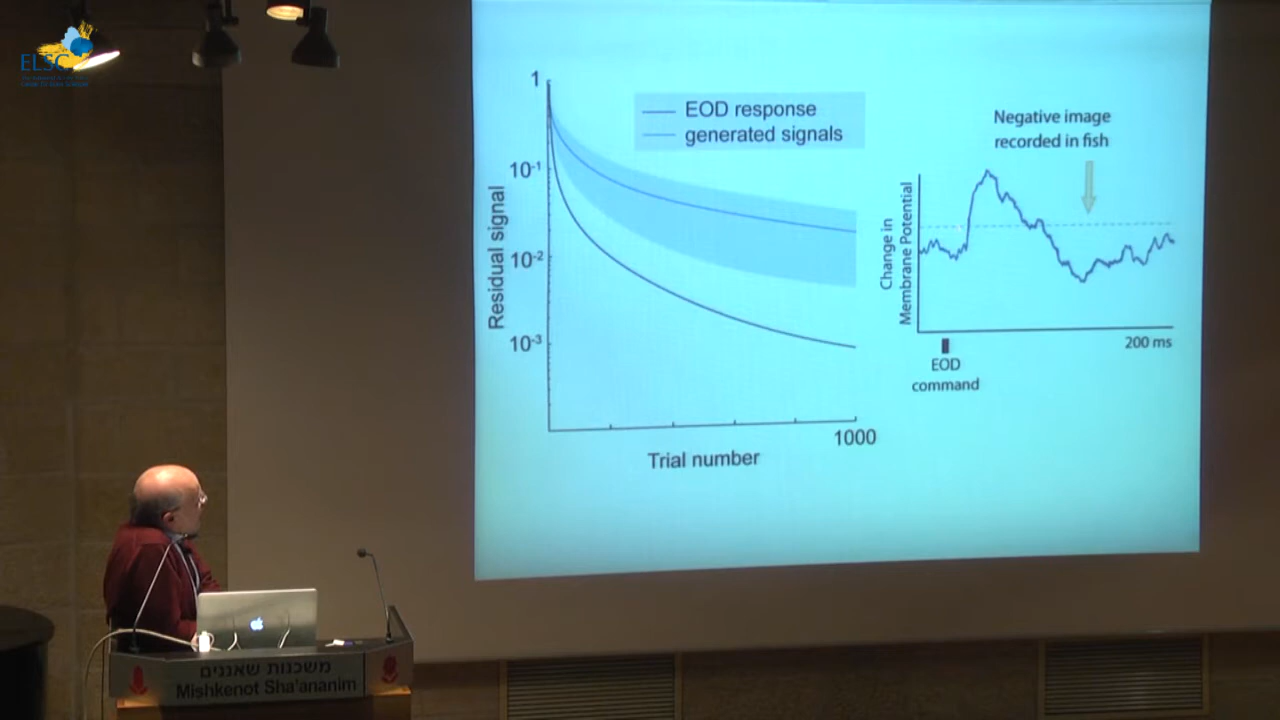 ELSC
1
10⁻¹
10⁻²
10⁻³
Residual signal
EOD response
generated signals
1000
Trial number
Negative image
recorded in fish
Change in
Membrane Potential
200 ms
EOD
command
משכנות שאננים
Mishkenot Sha'ananim